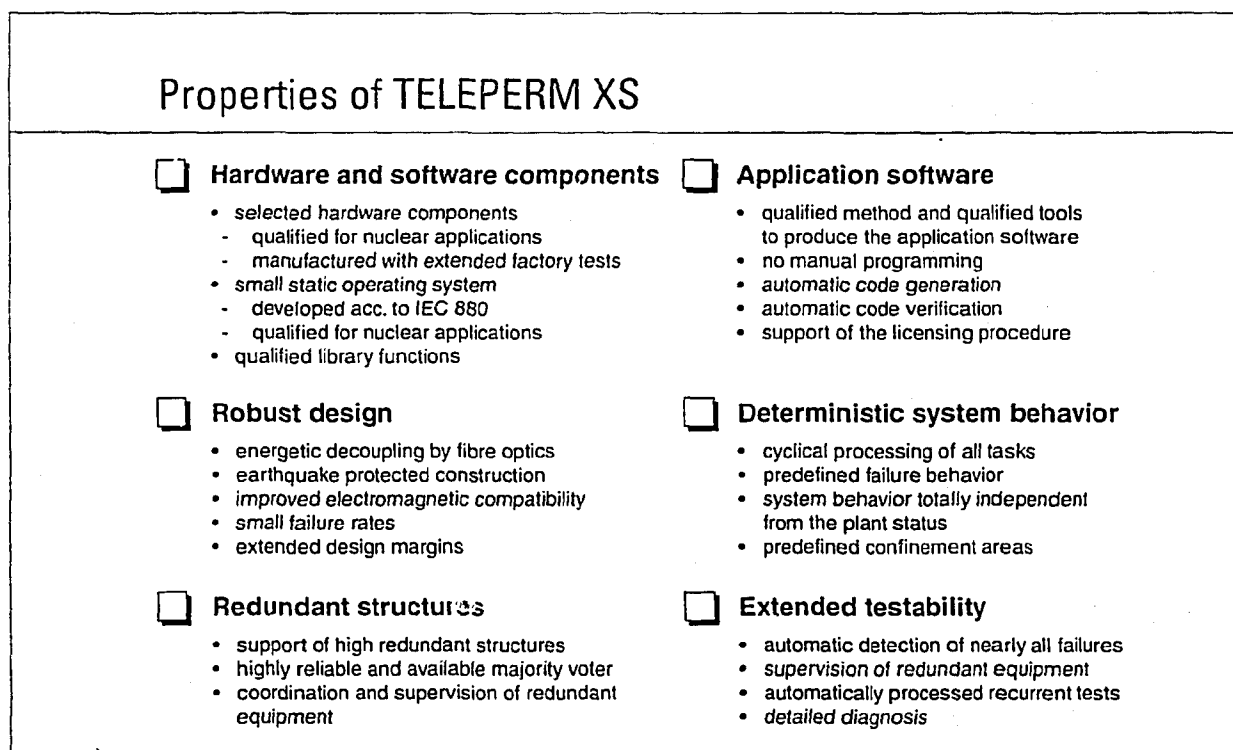 Properties of TELEPERM XS
Hardware and software components
• selected hardware components
- qualified for nuclear applications
- manufactured with extended factory tests
• small static operating system
- developed acc. to IEC 880
- qualified for nuclear applications
• qualified library functions
Application software
• qualified method and qualified tools
to produce the application software
• no manual programming
• automatic code generation
• automatic code verification
• support of the licensing procedure
Robust design
• energetic decoupling by fibre optics
• earthquake protected construction
• improved electromagnetic compatibility
• small failure rates
• extended design margins
Deterministic system behavior
• cyclical processing of all tasks
• predefined failure behavior
• system behavior totally independent
from the plant status
• predefined confinement areas
Redundant structures
• support of high redundant structures
• highly reliable and available majority voter
• coordination and supervision of redundant
equipment
Extended testability
• automatic detection of nearly all failures
• supervision of redundant equipment
• automatically processed recurrent tests
• detailed diagnosis